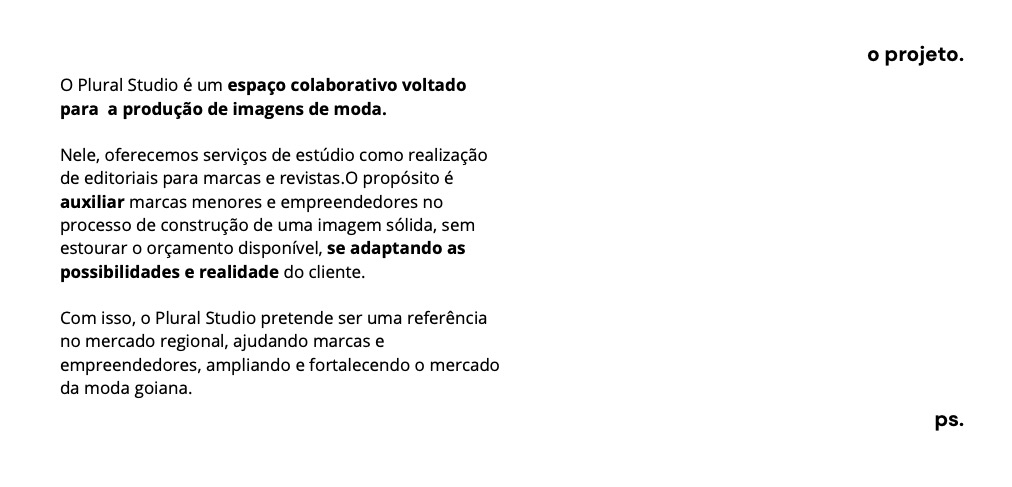 o projeto.
O Plural Studio é um espaço colaborativo voltado
para  a produção de imagens de moda.
Nele, oferecemos serviços de estúdio como realização
de editoriais para marcas e revistas.O propósito é
auxiliar marcas menores e empreendedores no
processo de construção de uma imagem sólida, sem
estourar o orçamento disponível, se adaptando as
possibilidades e realidade do cliente.
Com isso, o Plural Studio pretende ser uma referência
no mercado regional, ajudando marcas e
empreendedores, ampliando e fortalecendo o mercado
da moda goiana.
ps.